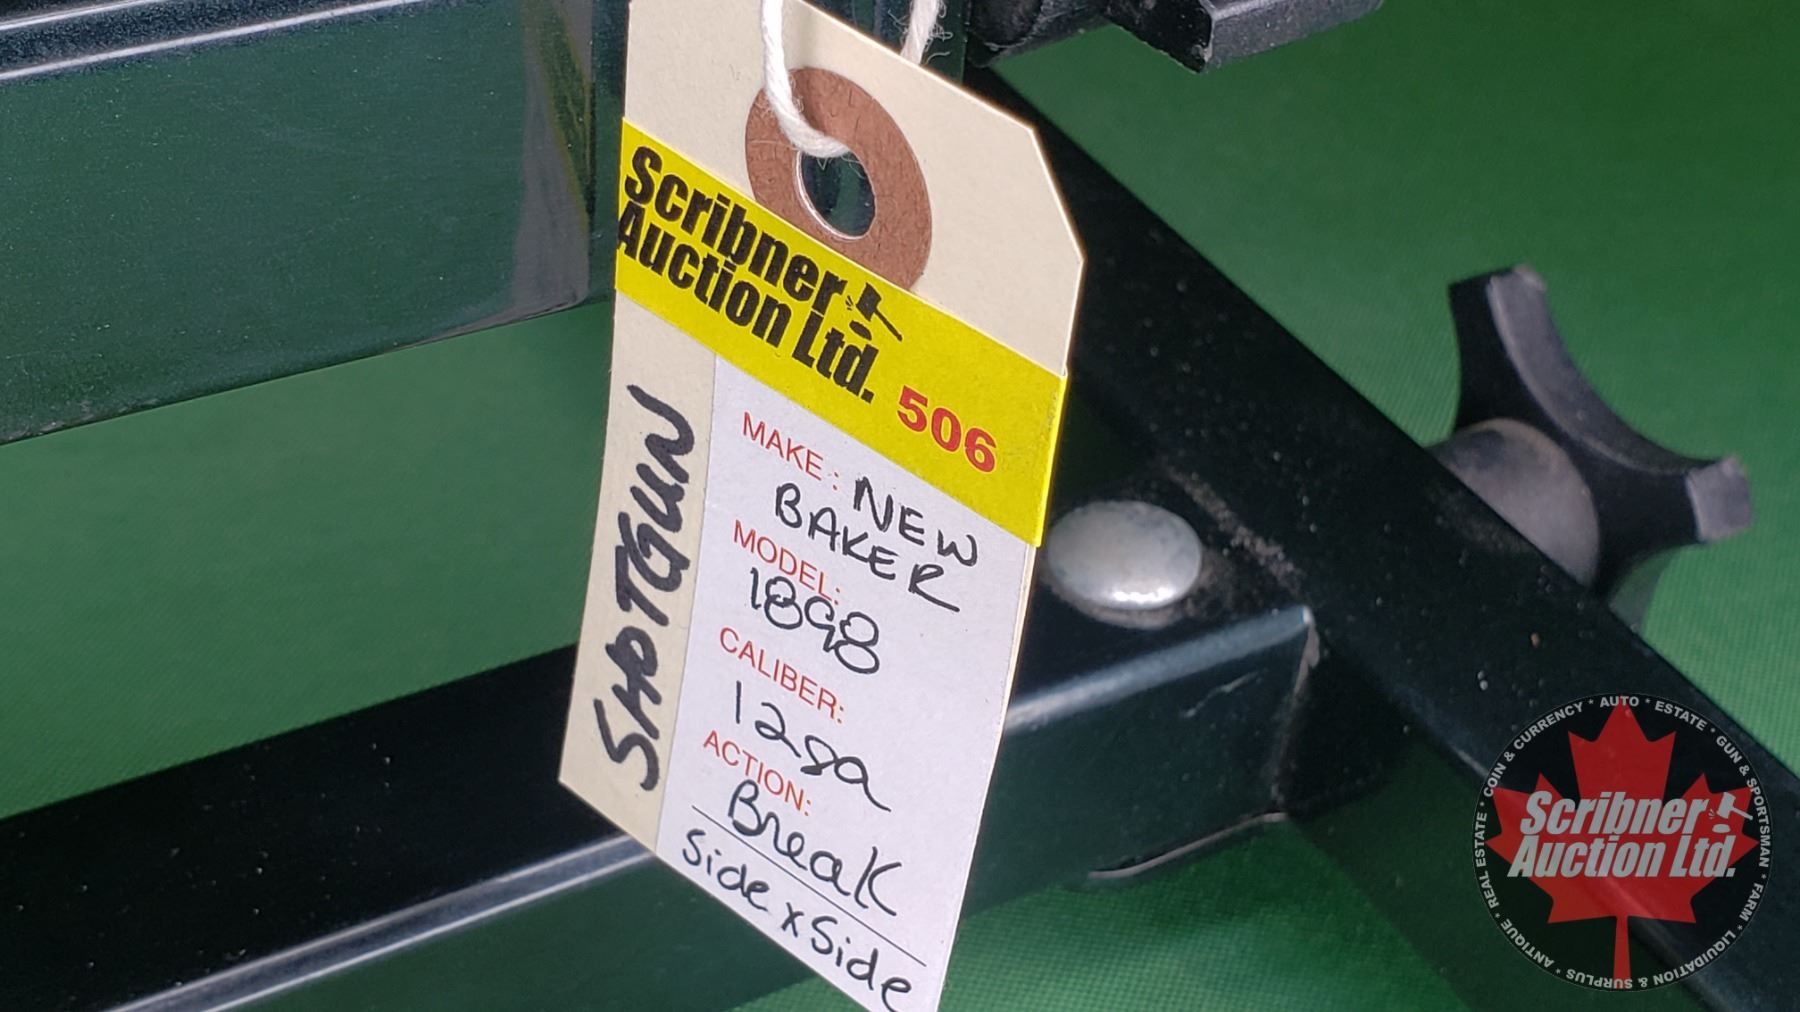 Scribner
Auction Ltd.
506
SHOTGUN
MAKE: NEW
BAKER
MODEL:
1898
CALIBER:
12ga
ACTION:
Break
Side x Side
* COIN & CURRENCY * AUTO * ESTATE * GUN & SPORTSMAN * FARM * LIQUIDATION & SURPLUS * ANTIQUE * REAL ESTATE
Scribner
Auction Ltd.